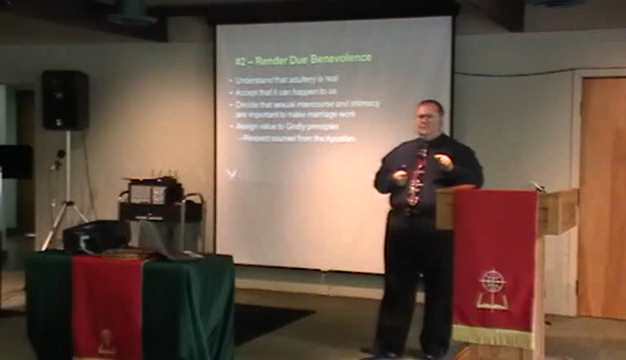 #2 – Render Due Benevolence
• Understand that adultery is real
• Accept that it can happen to us
• Decide that sexual intercourse and intimacy
are important to make marriage work
• Assign value to Godly principles
–Respect counsel from the Apostles